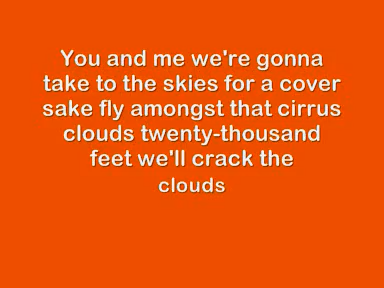 You and me we're gonna
take to the skies for a cover
sake fly amongst that cirrus
clouds twenty-thousand
feet we'll crack the
clouds